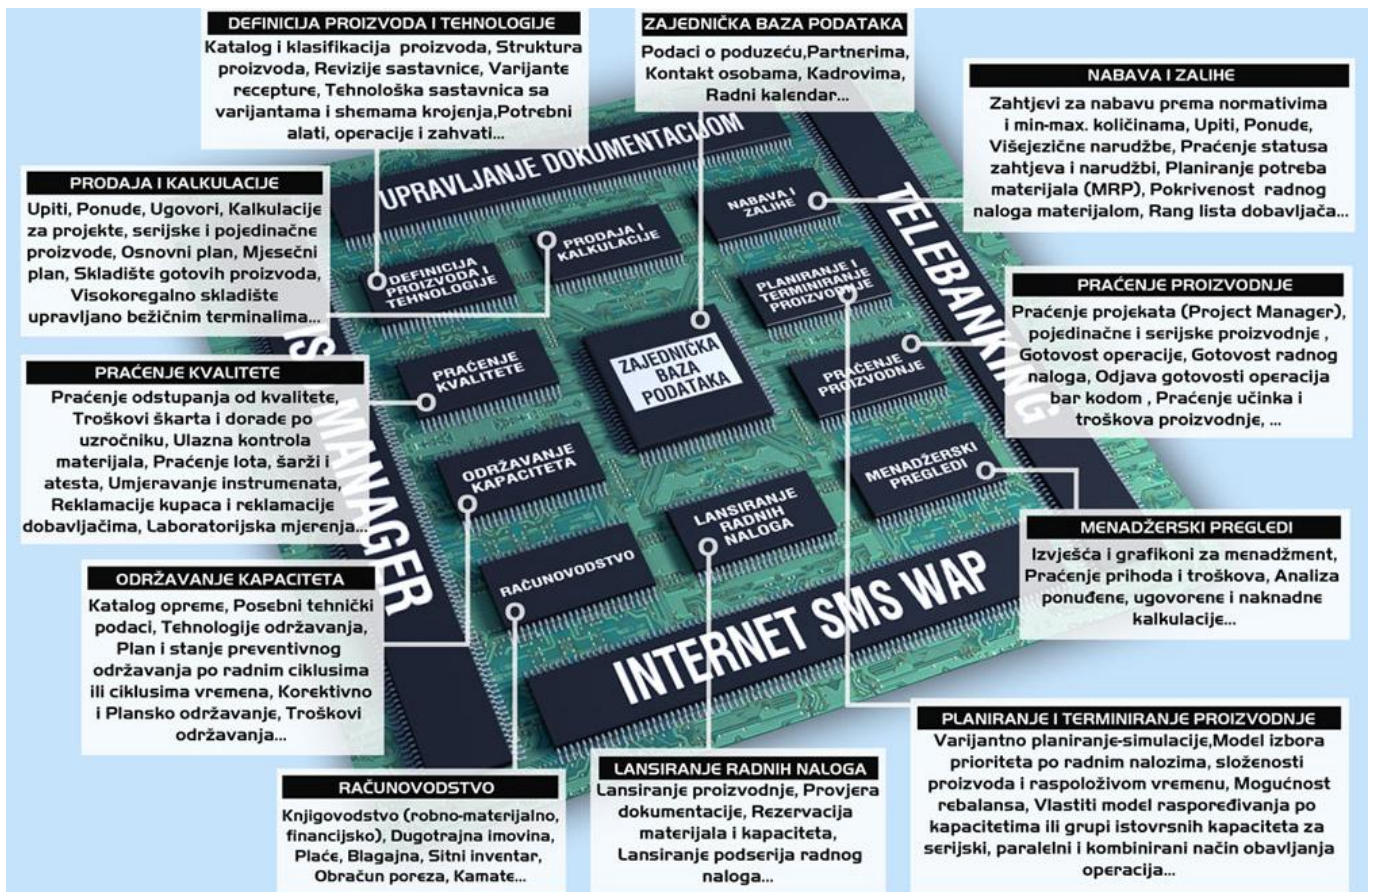 DEFINICIJA PROIZVODA I TEHNOLOGIJE
Katalog i klasifikacija proizvoda, Struktura
proizvoda, Revizije sastavnice, Varijante
recepture, Tehnološka sastavnica sa
varijantama i shemama krojenja,Potrebni
alati, operacije i zahvati...
ZAJEDNIČKA BAZA PODATAKA
Podaci o poduzeću,Partnerima,
Kontakt osobama, Kadrovima,
Radni kalendar...
NABAVA I ZALIHE
Zahtjevi za nabavu prema normativima
i min-max. količinama, Upiti, Ponude,
Višejezične narudžbe, Praćenje statusa
zahtjeva i narudžbi, Planiranje potreba
materijala (MRP), Pokrivenost radnog
naloga materijalom, Rang lista dobavljača...
PRODAJA I KALKULACIJE
Upiti, Ponude, Ugovori, Kalkulacije
za projekte, serijske i pojedinačne
proizvode, Osnovni plan, Mjesečni
plan, Skladište gotovih proizvoda,
Visokoregalno skladište
upravljano bežičnim terminalima...
PRAĆENJE PROIZVODNJE
Praćenje projekata (Project Manager),
pojedinačne i serijske proizvodnje ,
Gotovost operacije, Gotovost radnog
naloga, Odjava gotovosti operacija
bar kodom , Praćenje učinka i
troškova proizvodnje, ...
PRAĆENJE KVALITETE
Praćenje odstupanja od kvalitete,
Troškovi škarta i dorade po
uzročniku, Ulazna kontrola
materijala, Praćenje lota, šarži i
atesta, Umjeravanje instrumenata,
Reklamacije kupaca i reklamacije
dobavljačima, Laboratorijska mjerenja...
MENADŽERSKI PREGLEDI
Izvješća i grafikoni za menadžment,
Praćenje prihoda i troškova, Analiza
ponuđene, ugovorene i naknadne
kalkulacije...
ODRŽAVANJE KAPACITETA
Katalog opreme, Posebni tehnički
podaci, Tehnologije održavanja,
Plan i stanje preventivnog
održavanja po radnim ciklusima
ili ciklusima vremena, Korektivno
i Plansko održavanje, Troškovi
održavanja...
PLANIRANJE I TERMINIRANJE PROIZVODNJE
Varijantno planiranje-simulacije,Model izbora
prioriteta po radnim nalozima, složenosti
proizvoda i raspoloživom vremenu, Mogućnost
rebalansa, Vlastiti model raspoređivanja po
kapacitetima ili grupi istovrsnih kapaciteta za
serijski, paralelni i kombinirani način obavljanja
operacija...
RAČUNOVODSTVO
Knjigovodstvo (robno-materijalno,
financijsko), Dugotrajna imovina,
Plaće, Blagajna, Sitni inventar,
Obračun poreza, Kamate...
LANSIRANJE RADNIH NALOGA
Lansiranje proizvodnje, Provjera
dokumentacije, Rezervacija
materijala i kapaciteta,
Lansiranje podserija radnog
naloga...
UPRAVLJANJE DOKUMENTACIJOM
TELEBANKING
INTERNET SMS WAP
MANAGER
DEFINICIJA
PROIZVODA I
TEHNOLOGIJE
PRODAJA I
KALKULACIJE
NABAVA I
ZALIHE
PLANIRANJE I
TERMINIRANJE
PROIZVODNJE
PRAĆENJE
KVALITETE
ZAJEDNIČKA
BAZA
PODATAKA
PRAĆENJE
PROIZVODNJE
ODRŽAVANJE
KAPACITETA
LANSIRANJE
RADNIH
NALOGA
MENADŽERSKI
PREGLEDI
RAČUNOVODSTVO